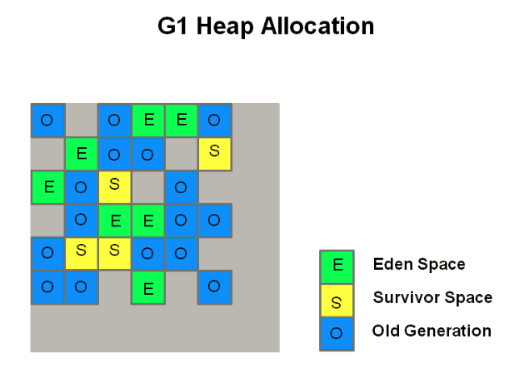 G1 Heap Allocation
O O E E O
E O O S
E O S O
O E E O O
O S S O O
O O E O
E Eden Space
S Survivor Space
O Old Generation